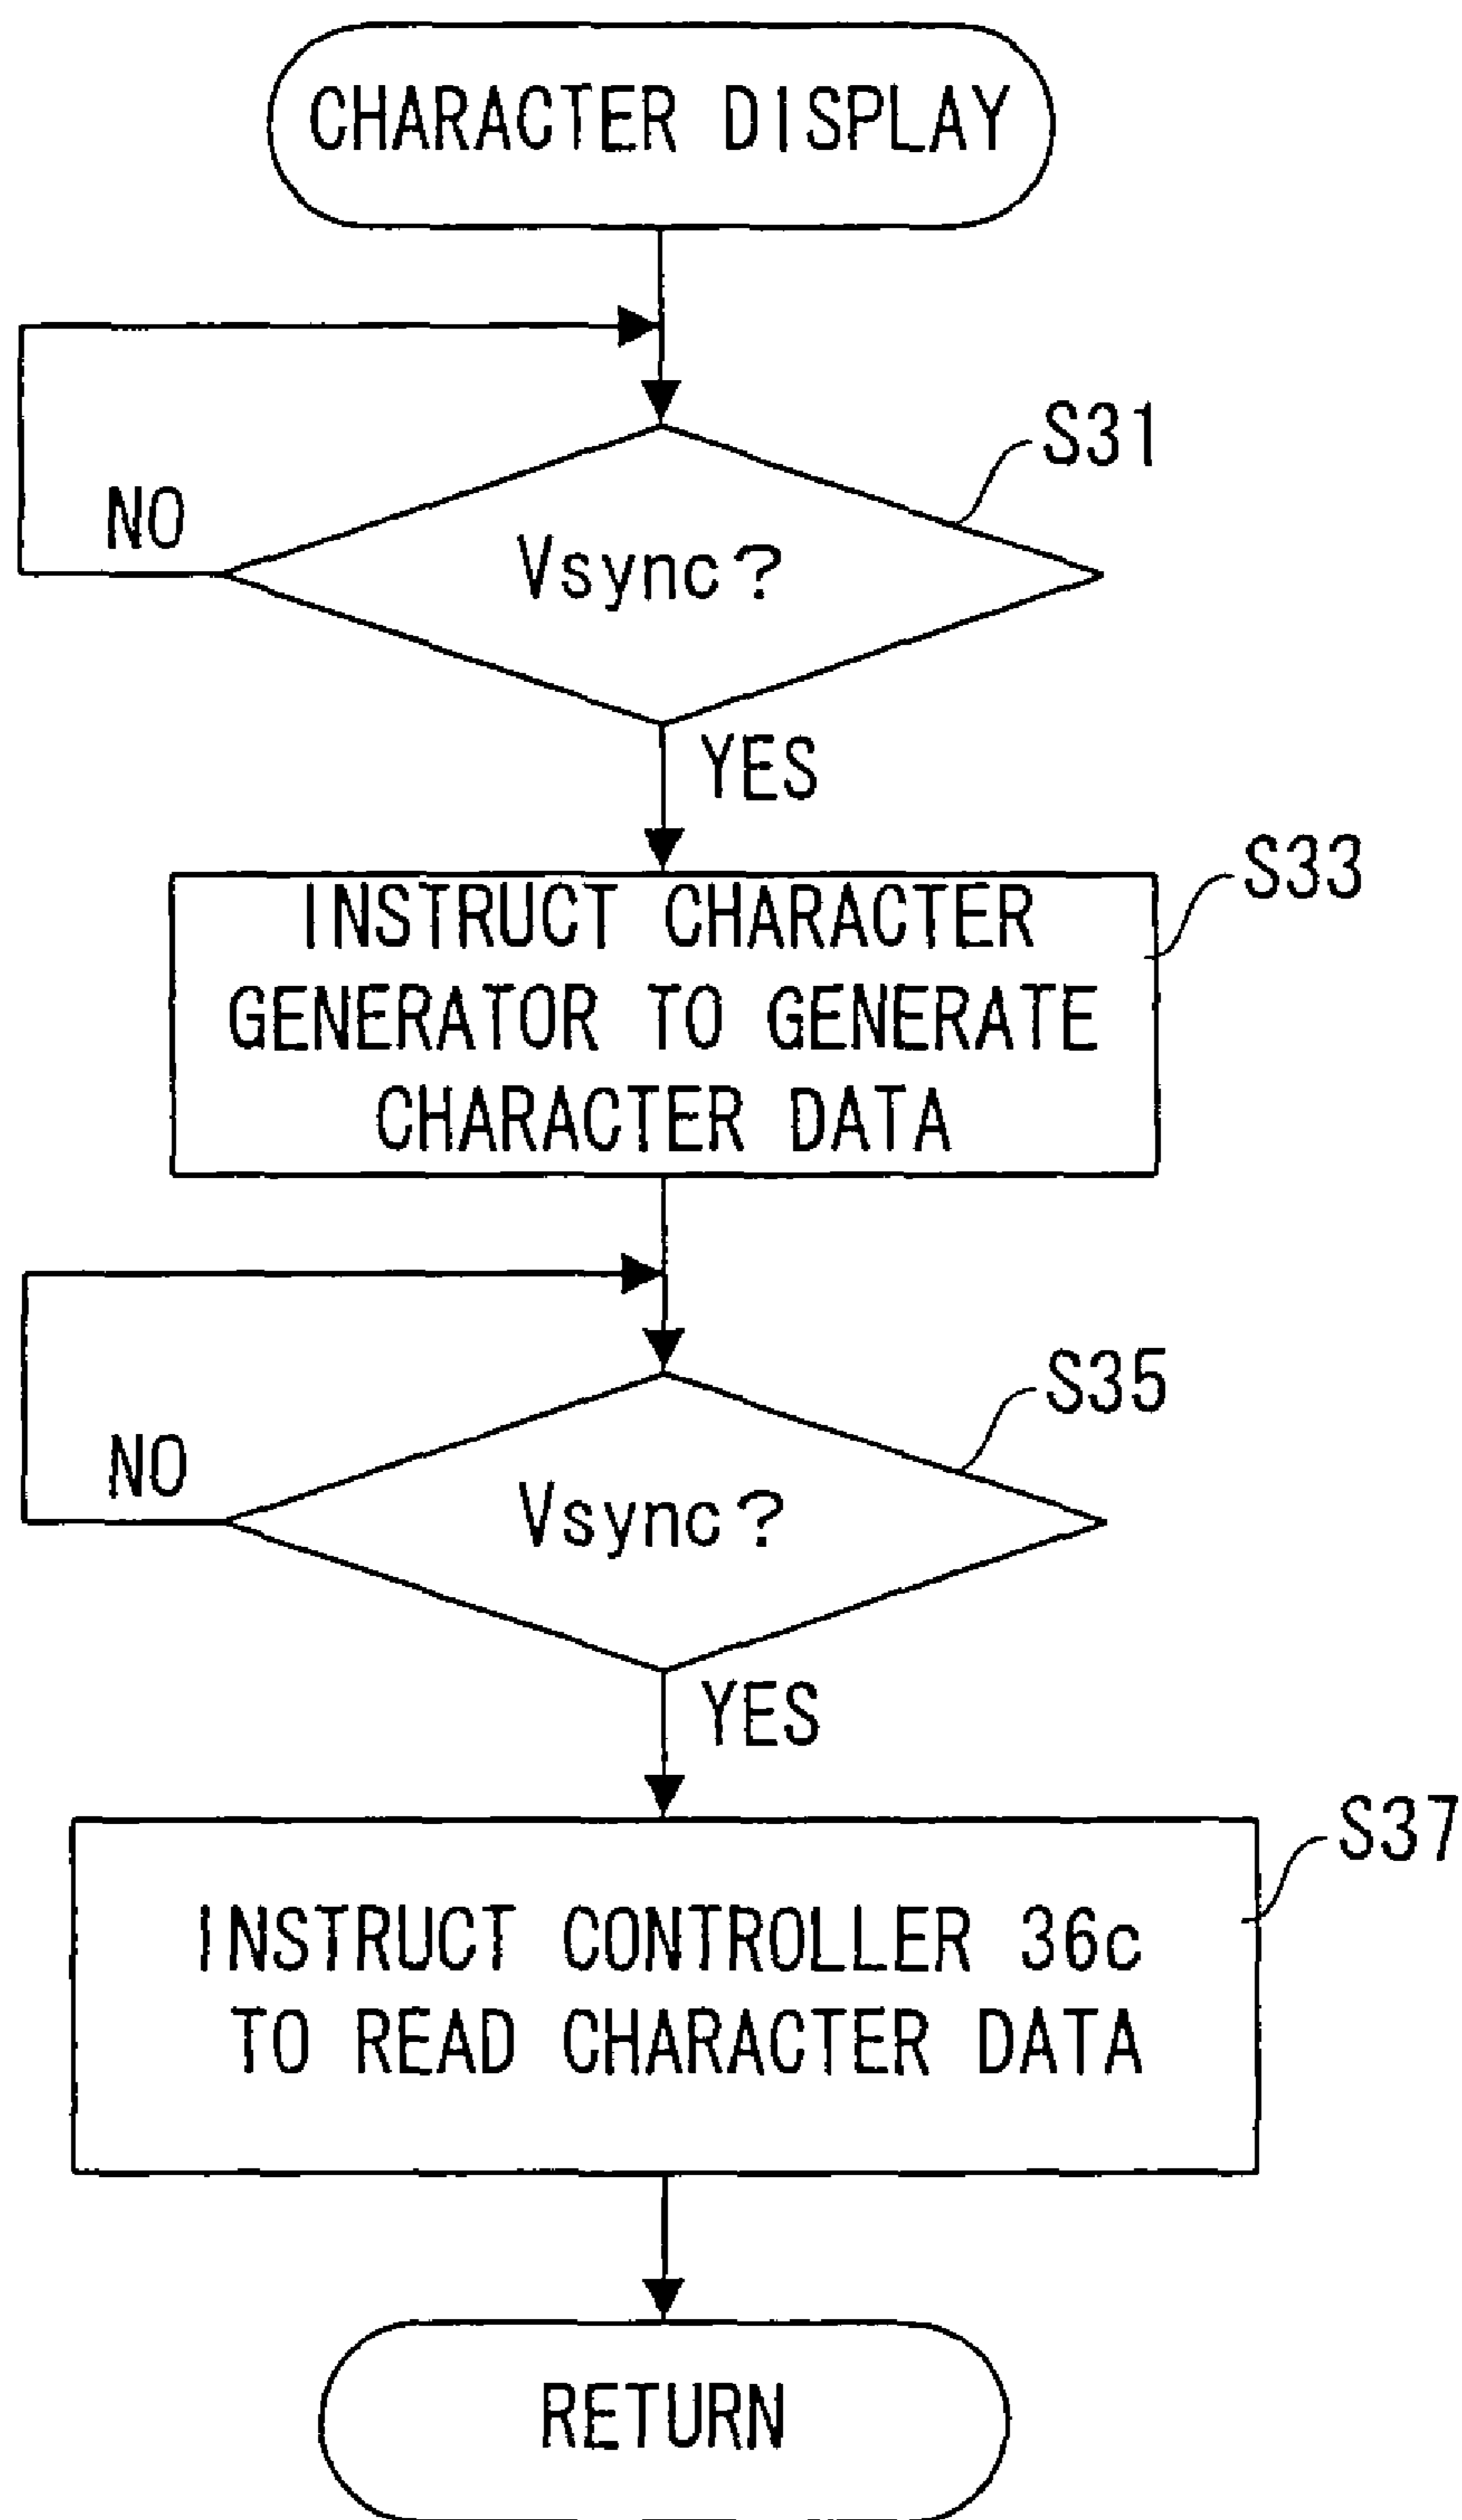 CHARACTER DISPLAY
S31
NO
Vsync?
YES
S33
INSTRUCT CHARACTER
GENERATOR TO GENERATE
CHARACTER DATA
S35
NO
Vsync?
YES
S37
INSTRUCT CONTROLLER 36c
TO READ CHARACTER DATA
RETURN